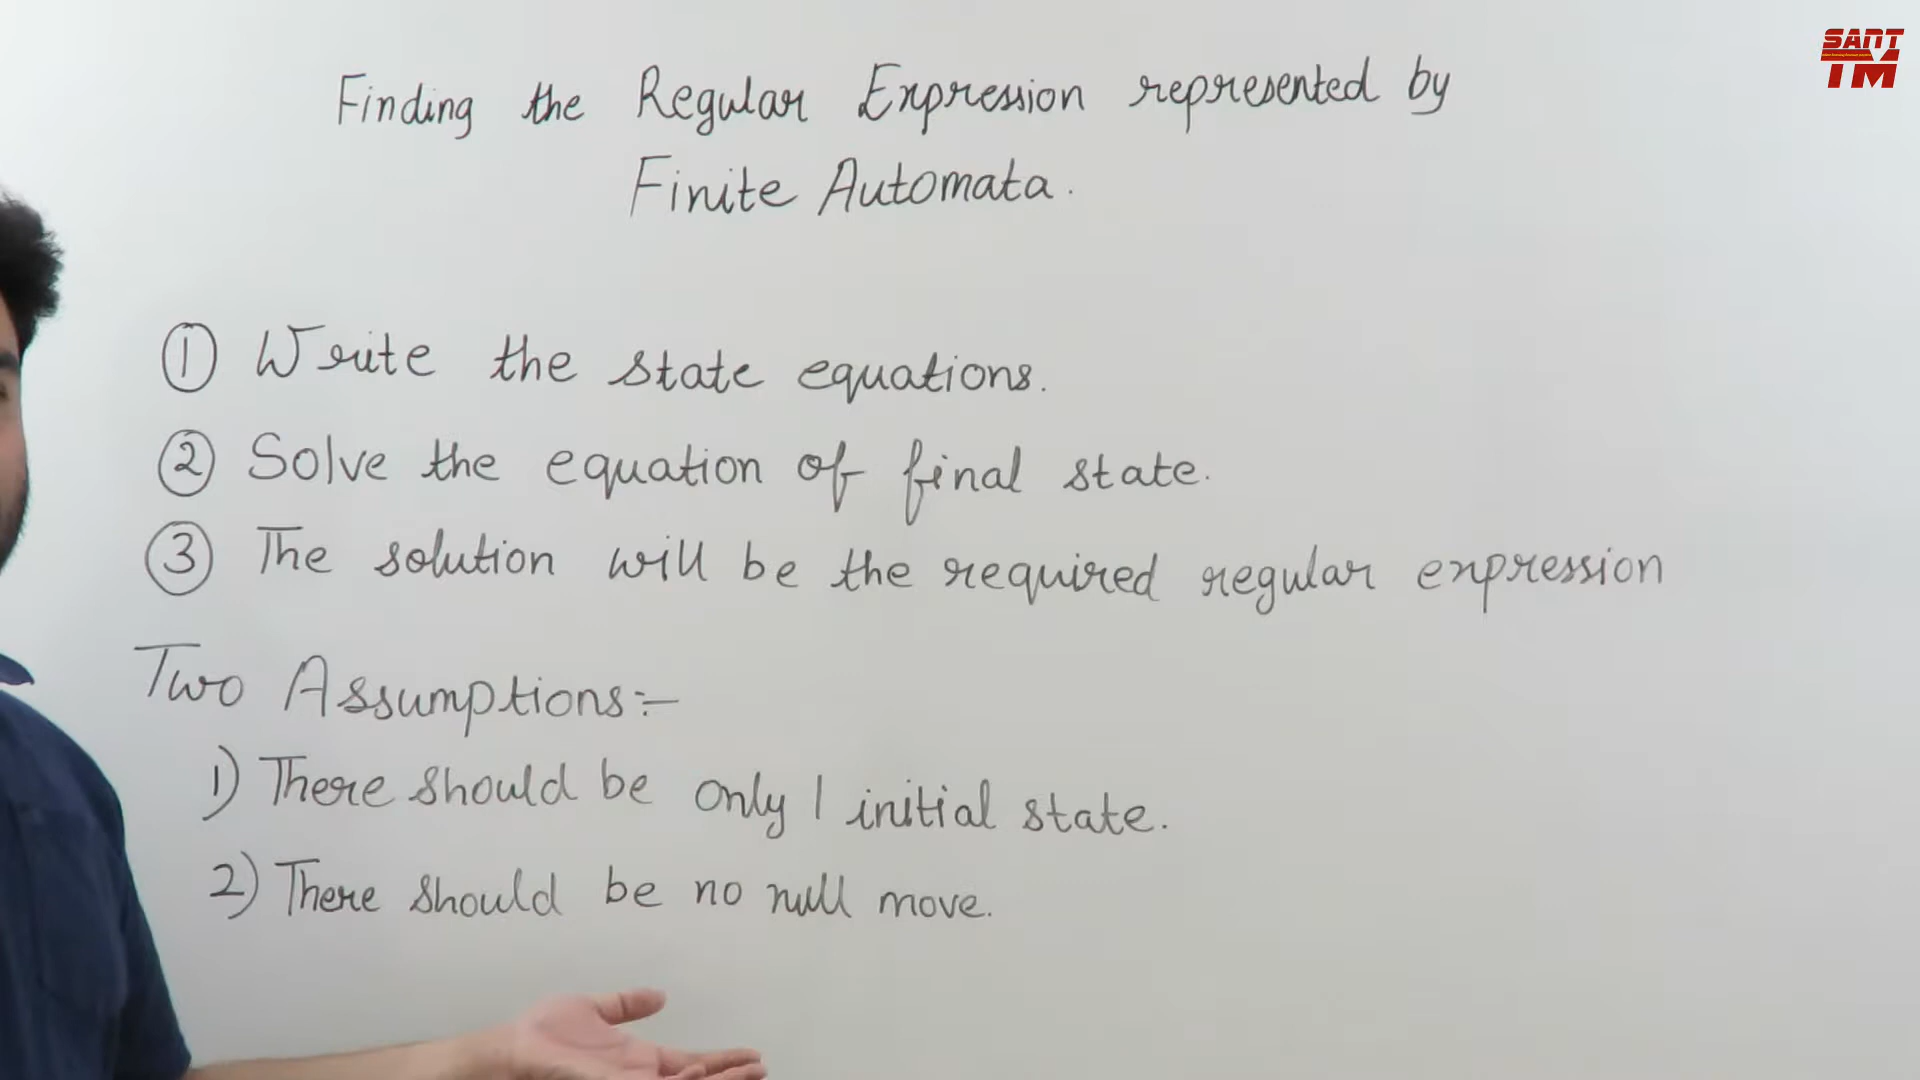 SANT
TM
Finding the Regular Expression represented by
Finite Automata.
① Write the state equations.
② Solve the equation of final state.
③ The solution will be the required regular expression
Two Assumptions:-
1) There should be only 1 initial state.
2) There should be no null move.